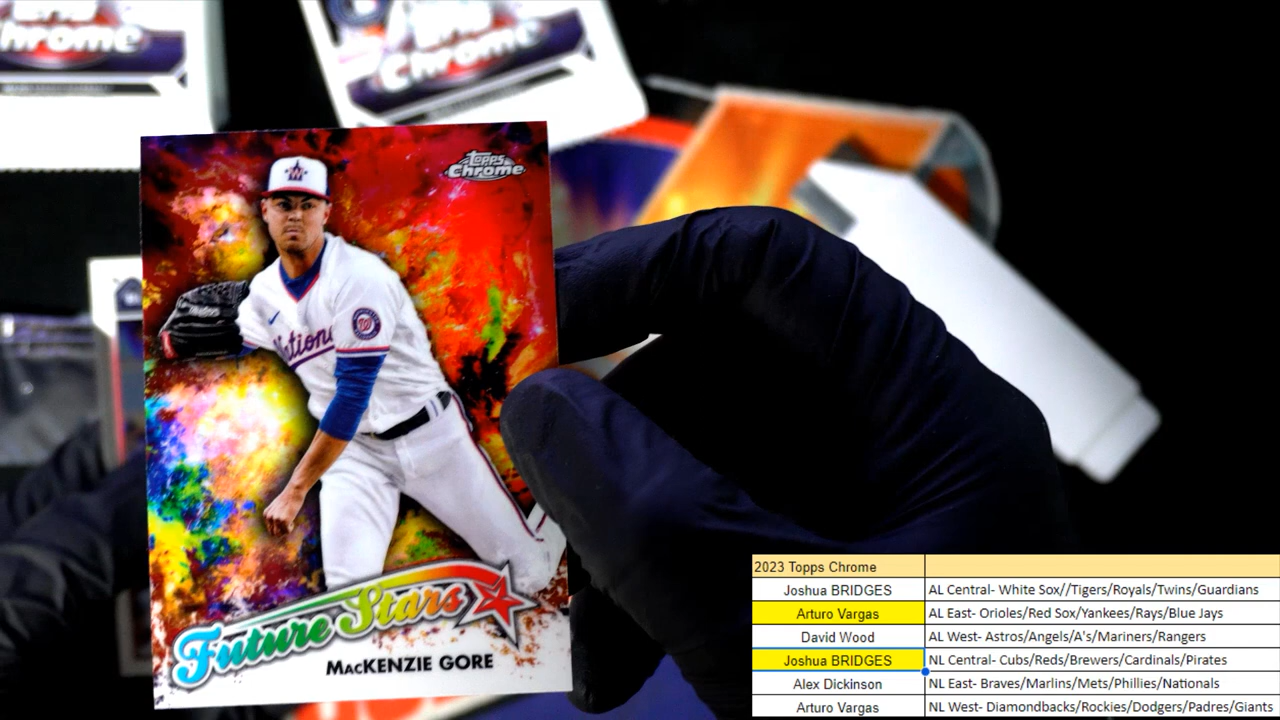 Chrome
Chrome
Topps
Chrome
W
Nationa
W
Future Stars
MACKENZIE GORE
2023 Topps Chrome
Joshua BRIDGES AL Central- White Sox//Tigers/Royals/Twins/Guardians
Arturo Vargas AL East- Orioles/Red Sox/Yankees/Rays/Blue Jays
David Wood AL West- Astros/Angels/A's/Mariners/Rangers
Joshua BRIDGES NL Central- Cubs/Reds/Brewers/Cardinals/Pirates
Alex Dickinson NL East- Braves/Marlins/Mets/Phillies/Nationals
Arturo Vargas NL West- Diamondbacks/Rockies/Dodgers/Padres/Giants